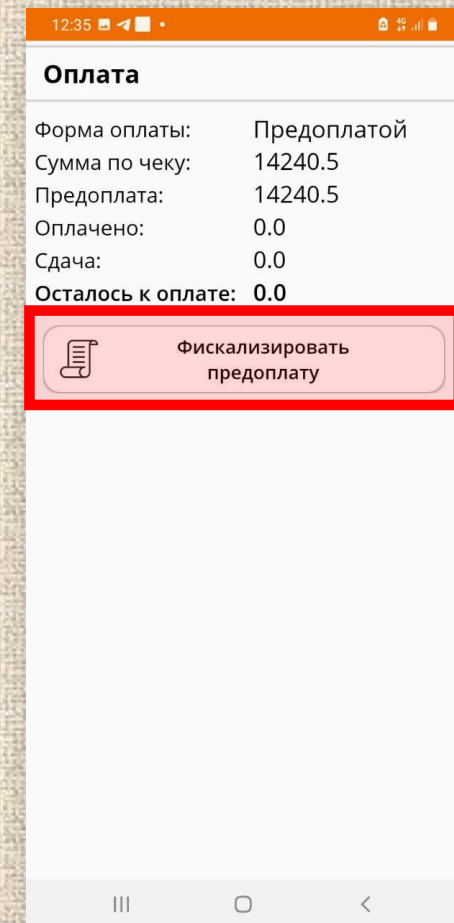 12:35
4G
Оплата
Форма оплаты: Предоплатой
Сумма по чеку: 14240.5
Предоплата: 14240.5
Оплачено: 0.0
Сдача: 0.0
Осталось к оплате: 0.0
Фискализировать
предоплату